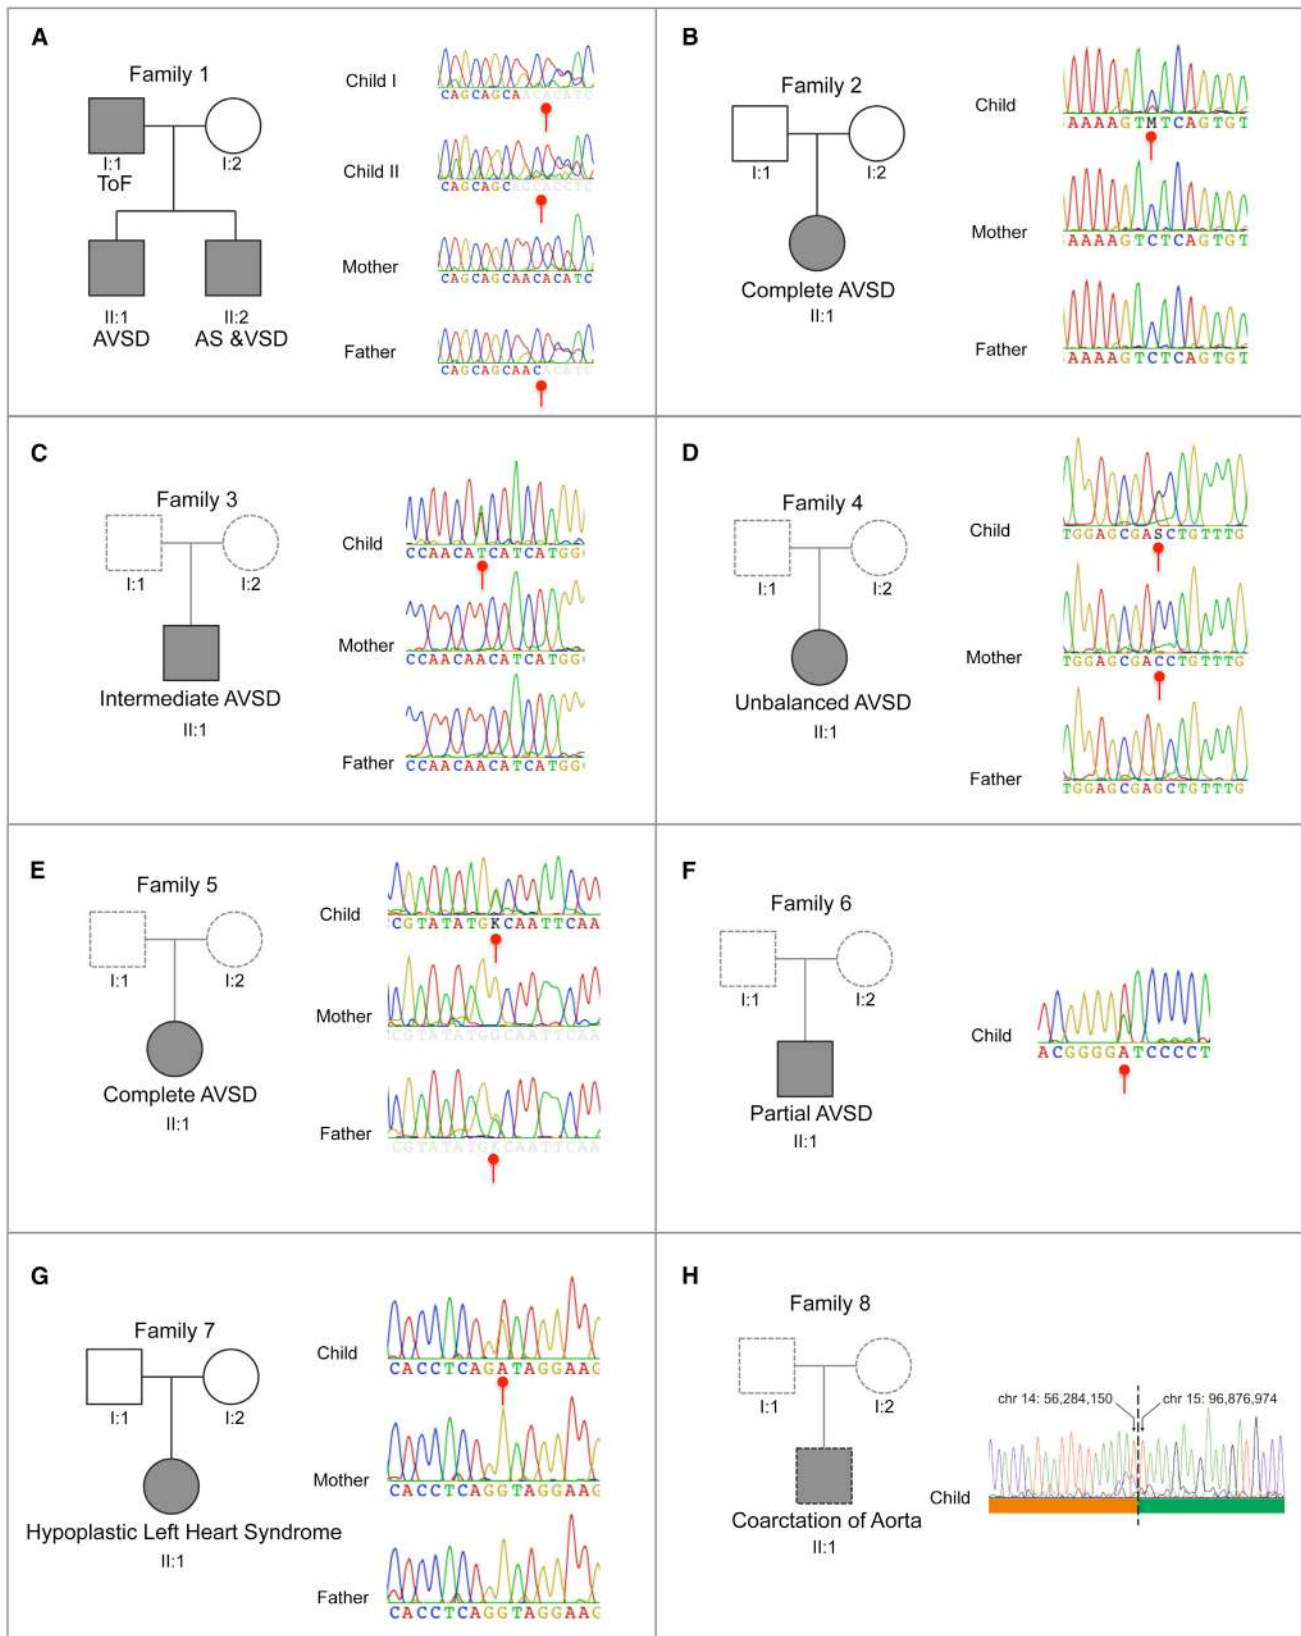 A
Family 1
I:1
ToF
I:2
II:1
AVSD
II:2
AS &VSD
Child I
CAGCAGCAACACATC
Child II
CAGCAGCAGCACCTC
Mother
CAGCAGCAACACATC
Father
CAGCAGCAACACATC
B
Family 2
I:1
I:2
Complete AVSD
II:1
Child
AAAAGTMTCAGTGT
Mother
AAAAGTCTCAGTGT
Father
AAAAGTCTCAGTGT
C
Family 3
I:1
I:2
Intermediate AVSD
II:1
Child
CCAACATCATCATGG
Mother
CCAACAACATCATGG
Father
CCAACAACATCATGG
D
Family 4
I:1
I:2
Unbalanced AVSD
II:1
Child
TGGAGCGASCTGTTTG
Mother
TGGAGCGACCTGTTTG
Father
TGGAGCGAGCTGTTTG
E
Family 5
I:1
I:2
Complete AVSD
II:1
Child
CGTATATGKCAATTCAA
Mother
CGTATATGGCAATTCAA
Father
CGTATATGKCAATTCAA
F
Family 6
I:1
I:2
Partial AVSD
II:1
Child
ACGGGGATCCCCT
G
Family 7
I:1
I:2
Hypoplastic Left Heart Syndrome
II:1
Child
CACCTCAGATAGGAAG
Mother
CACCTCAGGTAGGAAG
Father
CACCTCAGGTAGGAAG
H
Family 8
I:1
I:2
Coarctation of Aorta
II:1
chr 14: 56,284,150
chr 15: 96,876,974
Child